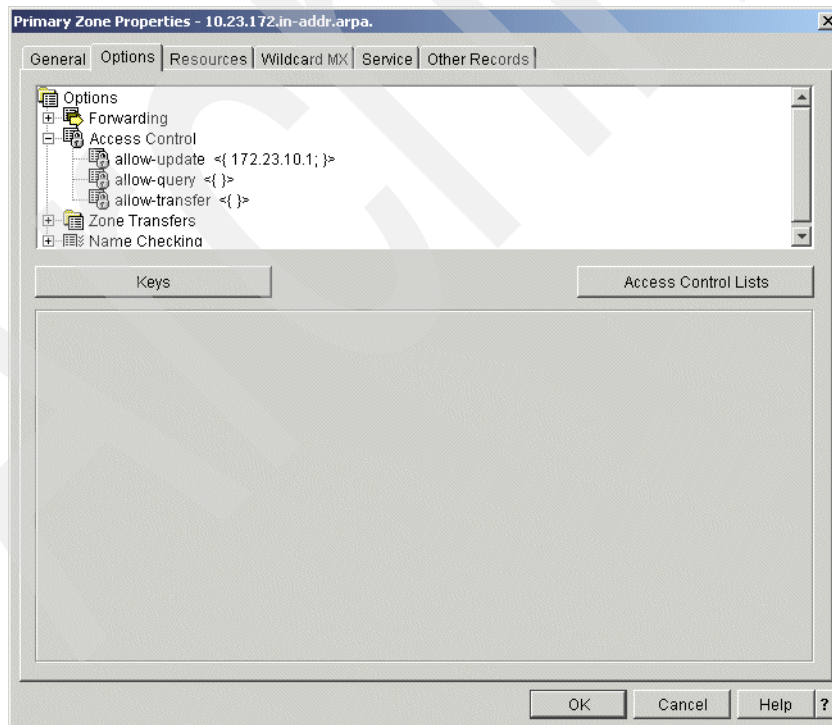 Primary Zone Properties - 10.23.172.in-addr.arpa.
General Options Resources Wildcard MX Service Other Records
Options
Forwarding
Access Control
allow-update <{ 172.23.10.1; }>
allow-query <{ }>
allow-transfer <{ }>
Zone Transfers
Name Checking
Keys Access Control Lists
OK Cancel Help ?